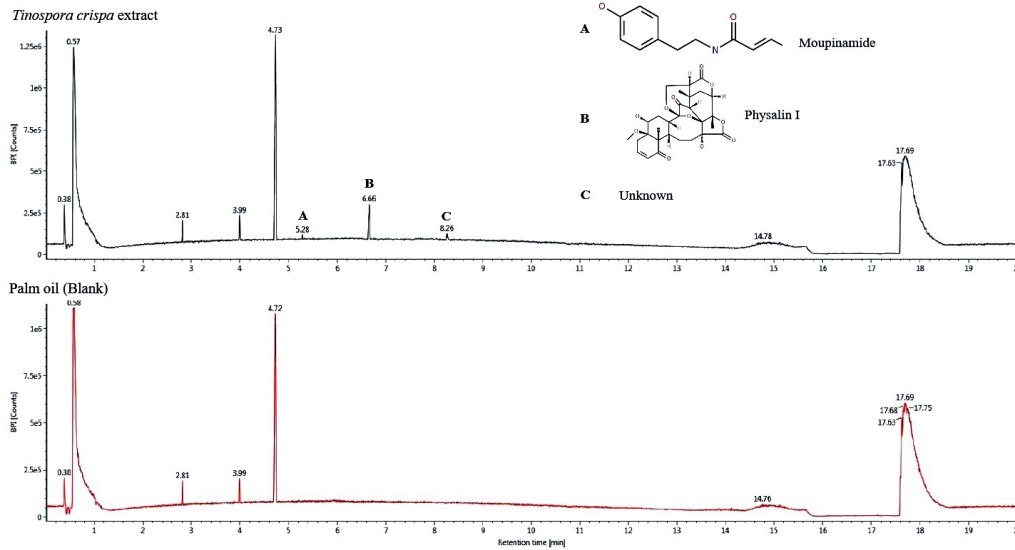 Tinospora crispa extract
1.25e6
1e6
7.5e5
5e5
2.5e5
0
BPI [Counts]
0.38
0.57
2.81
3.99
4.73
A
5.28
B
6.66
C
8.26
14.78
17.63
17.69
1 2 3 4 5 6 7 8 9 10 11 12 13 14 15 16 17 18 19
A
O
O
N
Moupinamide
B
Physalin I
C Unknown
Palm oil (Blank)
1e6
7.5e5
5e5
2.5e5
0
BPI [Counts]
0.38
0.58
2.81
3.99
4.72
14.76
17.69
17.68
17.75
17.63
1 2 3 4 5 6 7 8 9 10 11 12 13 14 15 16 17 18 19
Retention time [min]